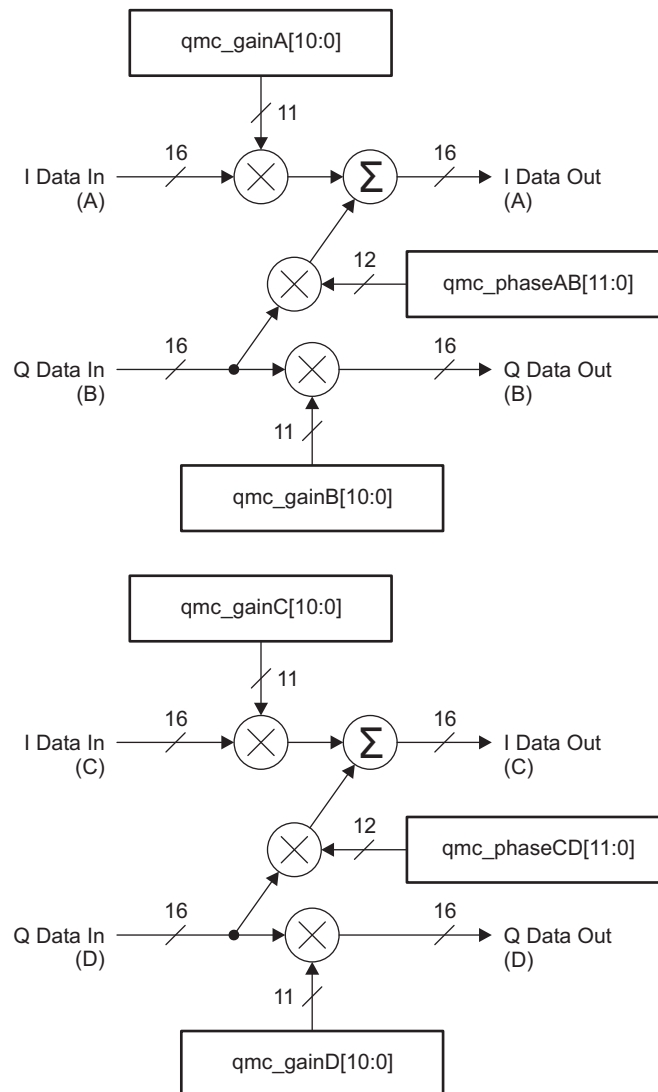 qmc_gainA[10:0]
11
16
16
I Data In
(A)
Σ
I Data Out
(A)
12
qmc_phaseAB[11:0]
16
16
Q Data In
(B)
Q Data Out
(B)
11
qmc_gainB[10:0]
qmc_gainC[10:0]
11
16
16
I Data In
(C)
Σ
I Data Out
(C)
12
qmc_phaseCD[11:0]
16
16
Q Data In
(D)
Q Data Out
(D)
11
qmc_gainD[10:0]